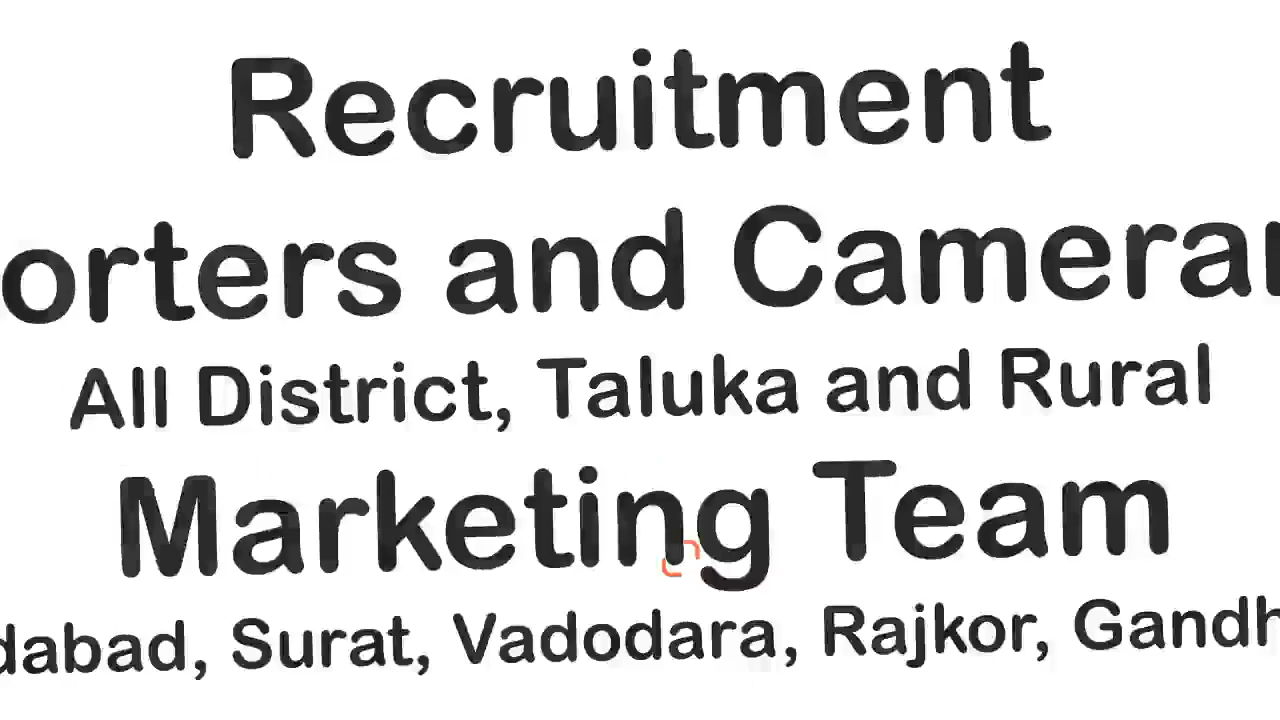 Recruitment
orters and Camera
All District, Taluka and Rural
Marketing Team
dabad, Surat, Vadodara, Rajkor, Gandh